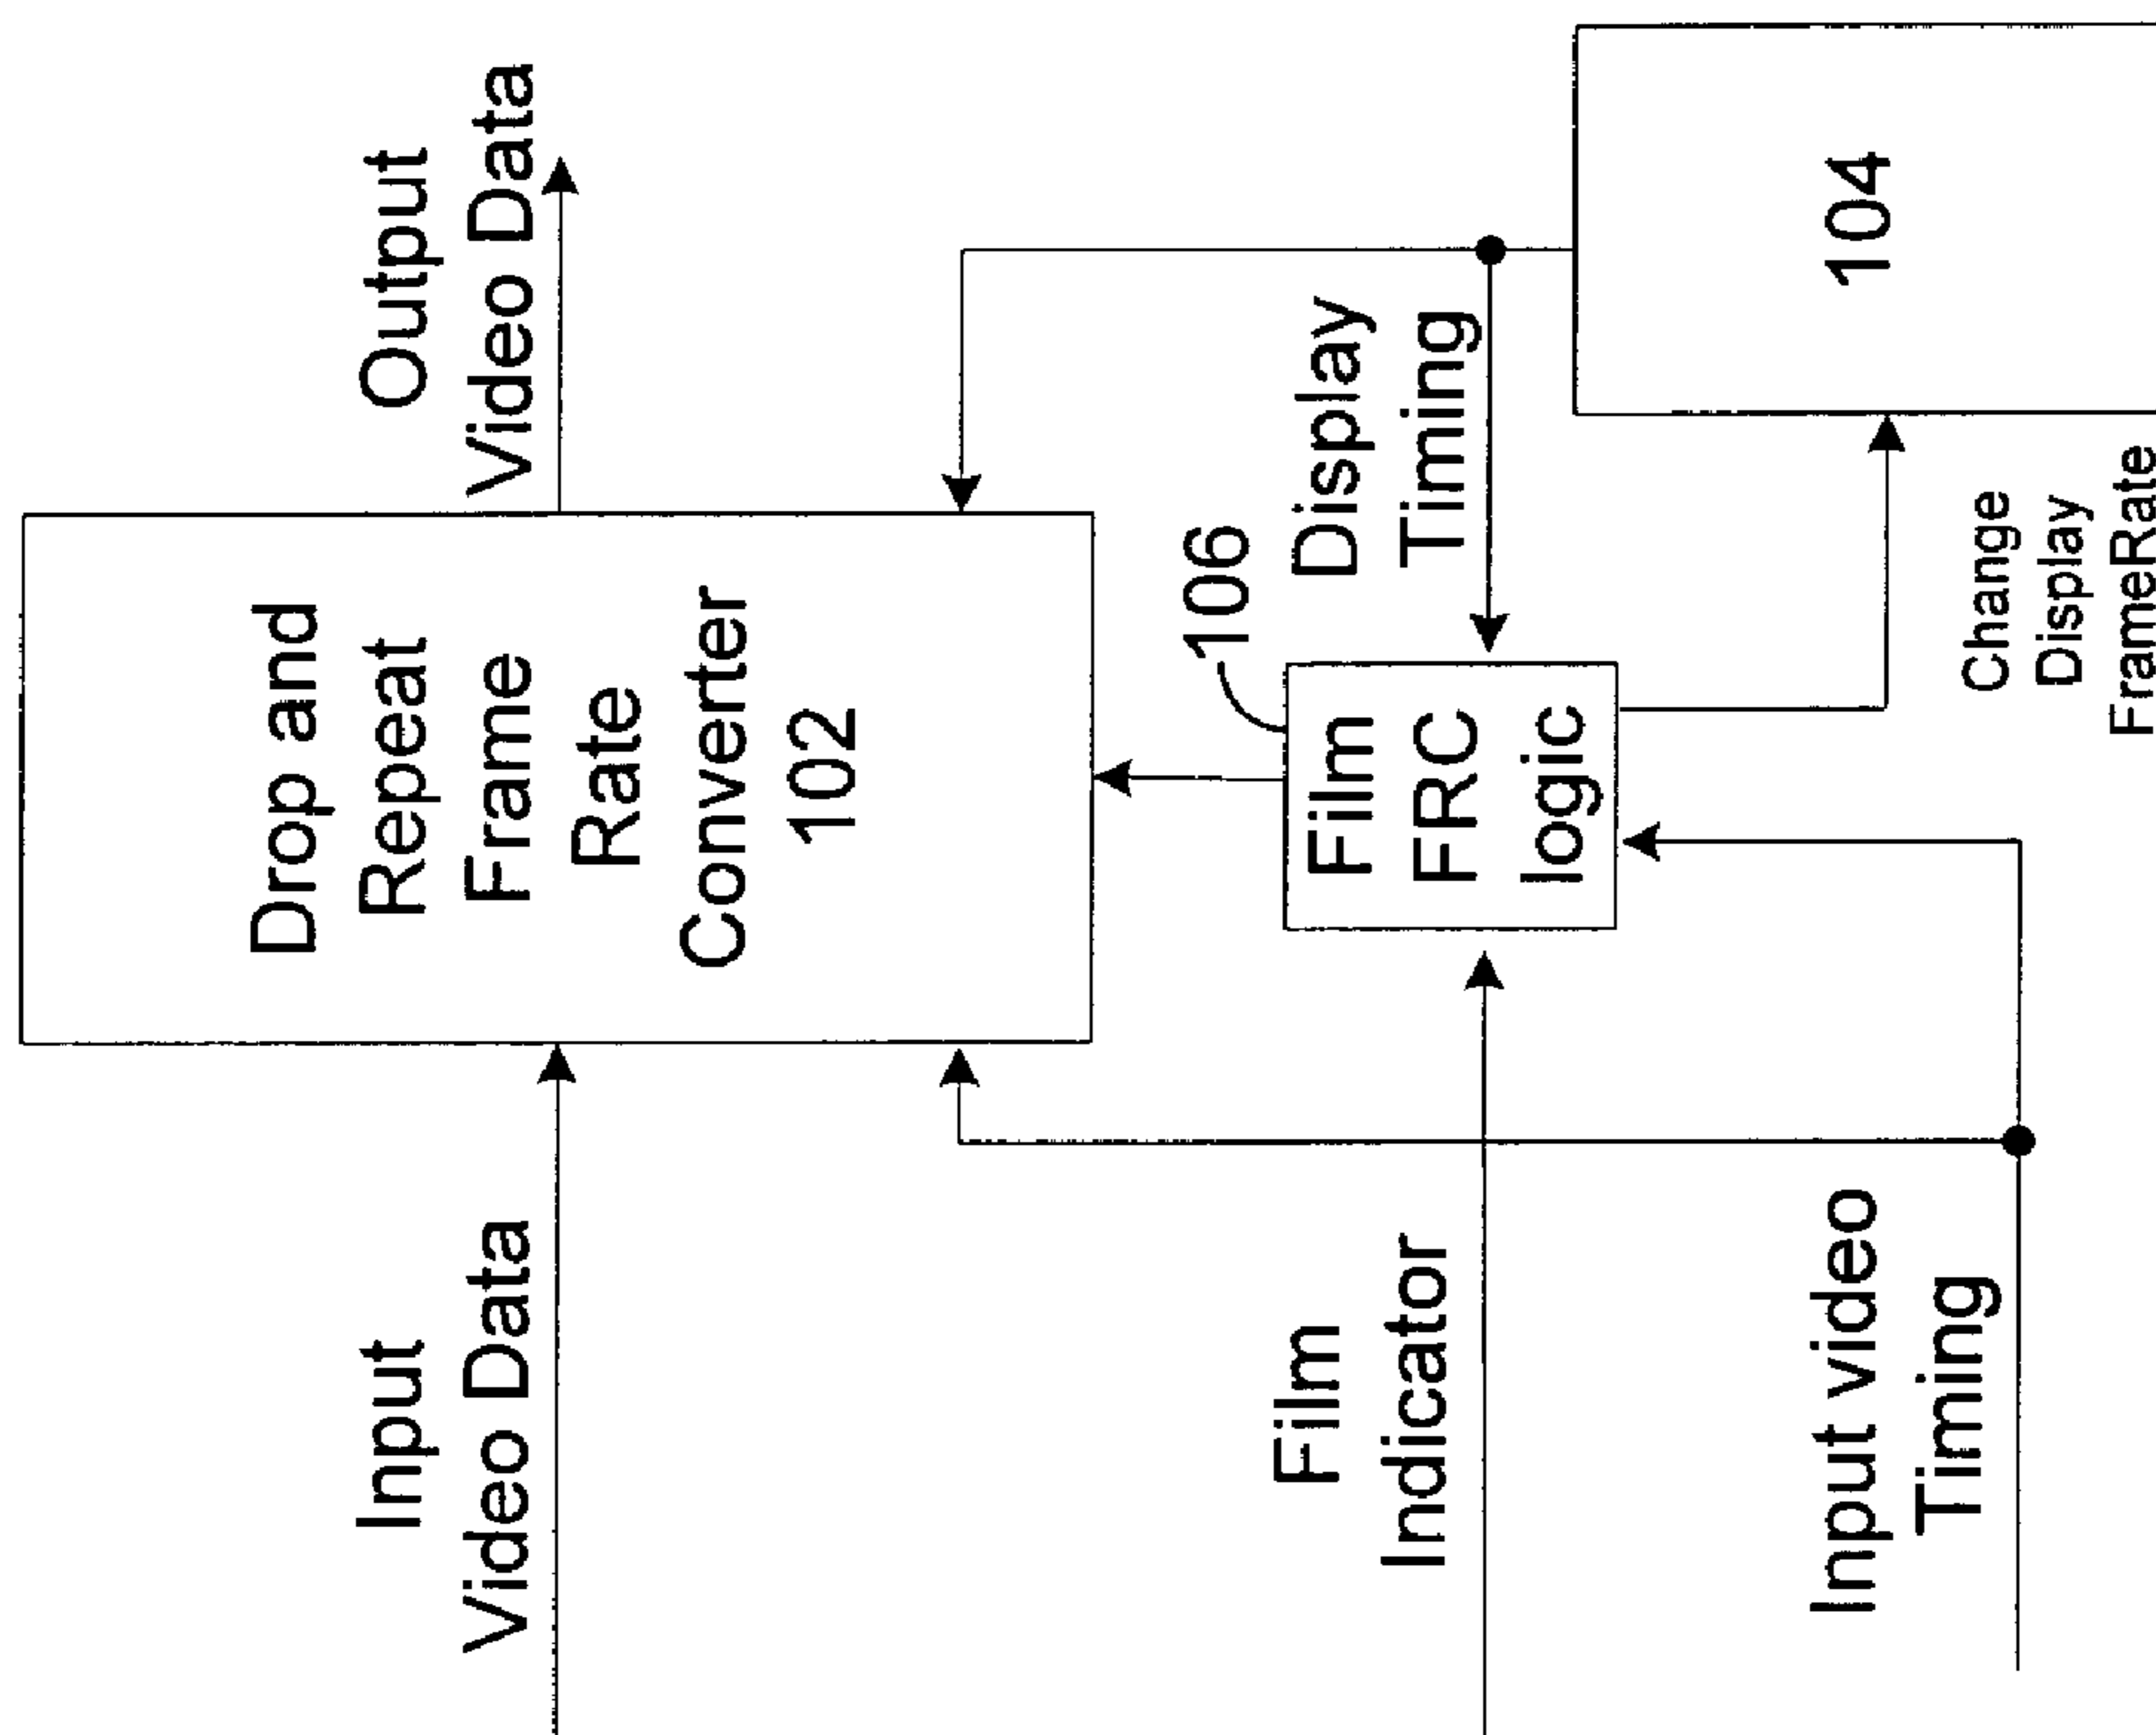 Input
Video Data
Drop and
Repeat
Frame
Rate
Converter
102
Output
Video Data
Film
Indicator
106
Film
FRC
logic
Display
Timing
Input video
Timing
Change
Display
FrameRate
104